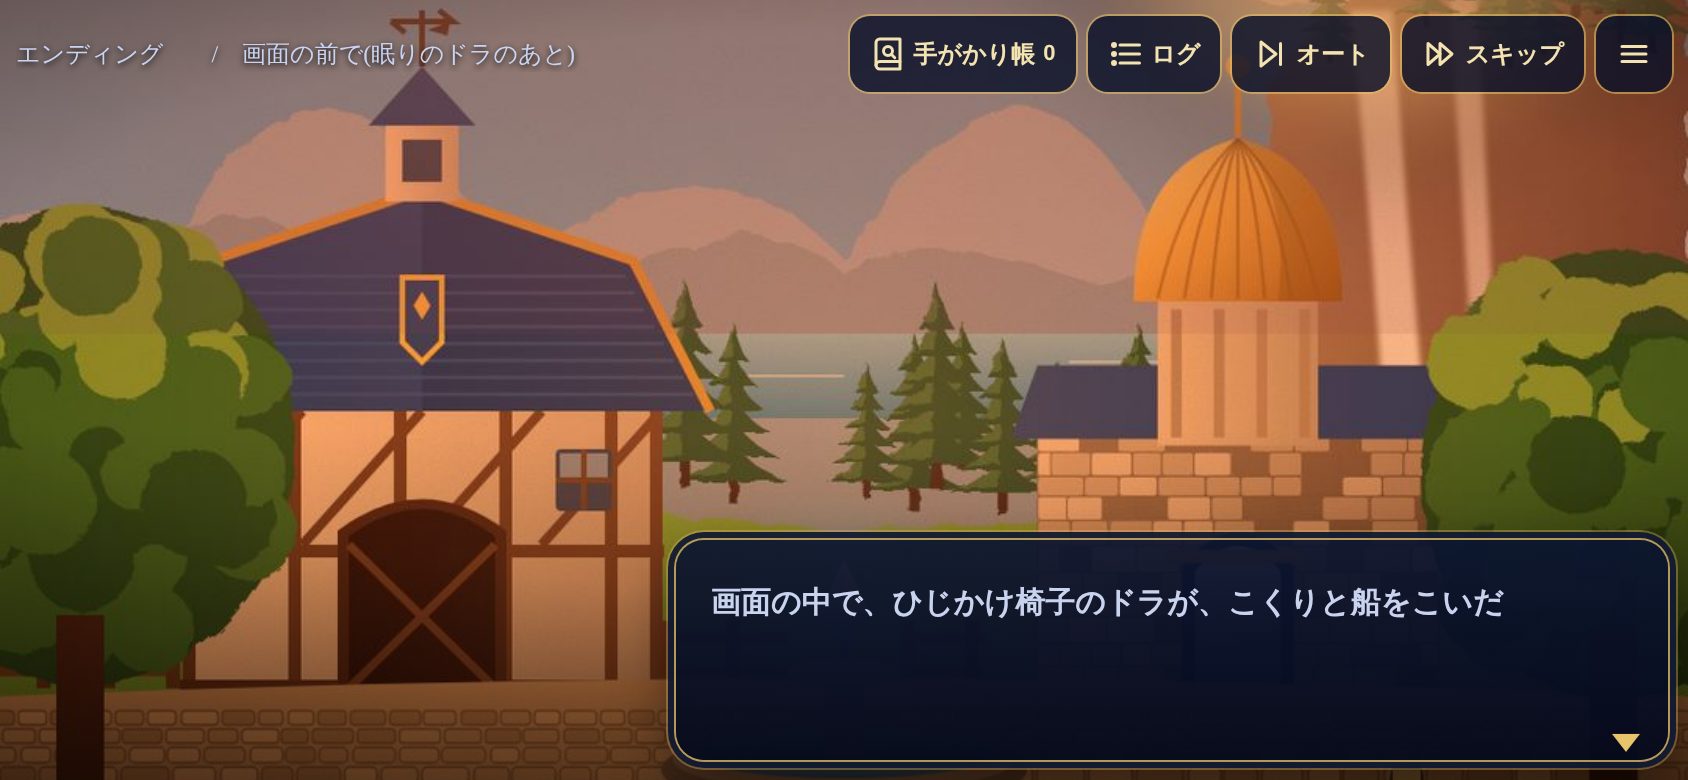 エンディング / 画面の前で(眠りのドラのあと)
手がかり帳 0
ログ
オート
スキップ
画面の中で、ひじかけ椅子のドラが、こくりと船をこいだ